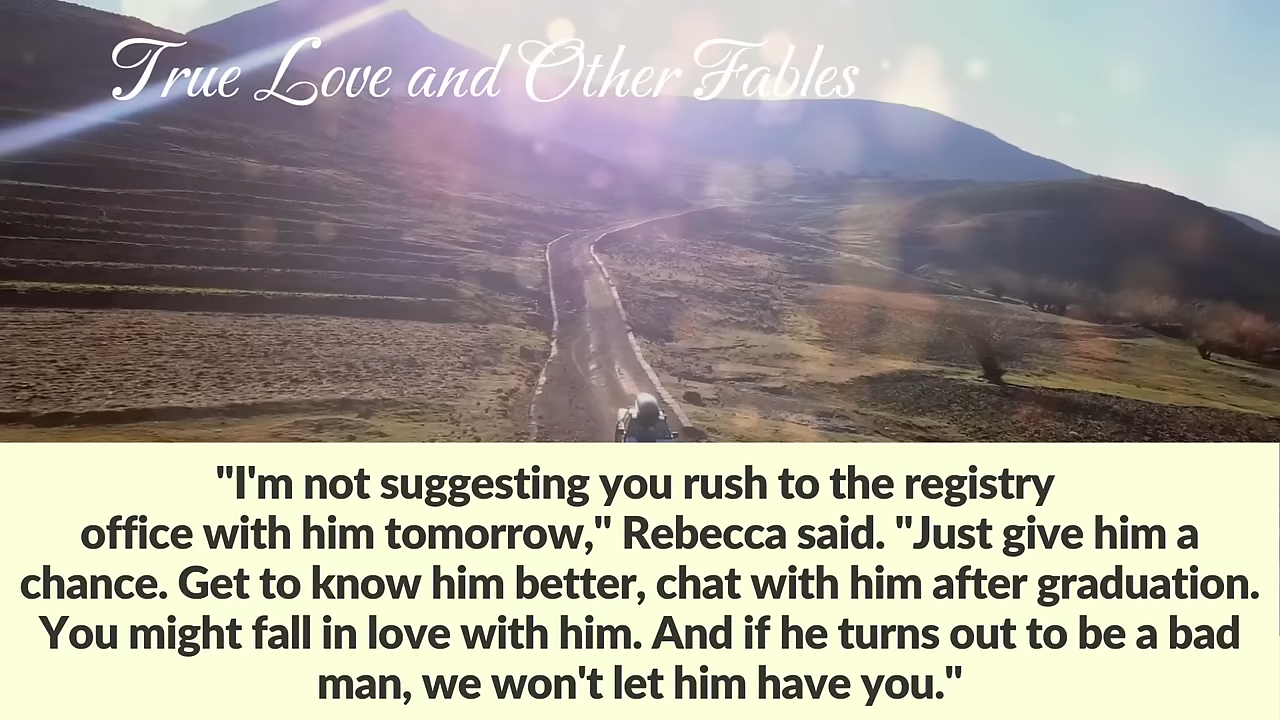 True Love and Other Fables
"I'm not suggesting you rush to the registry
office with him tomorrow," Rebecca said. "Just give him a
chance. Get to know him better, chat with him after graduation.
You might fall in love with him. And if he turns out to be a bad
man, we won't let him have you."